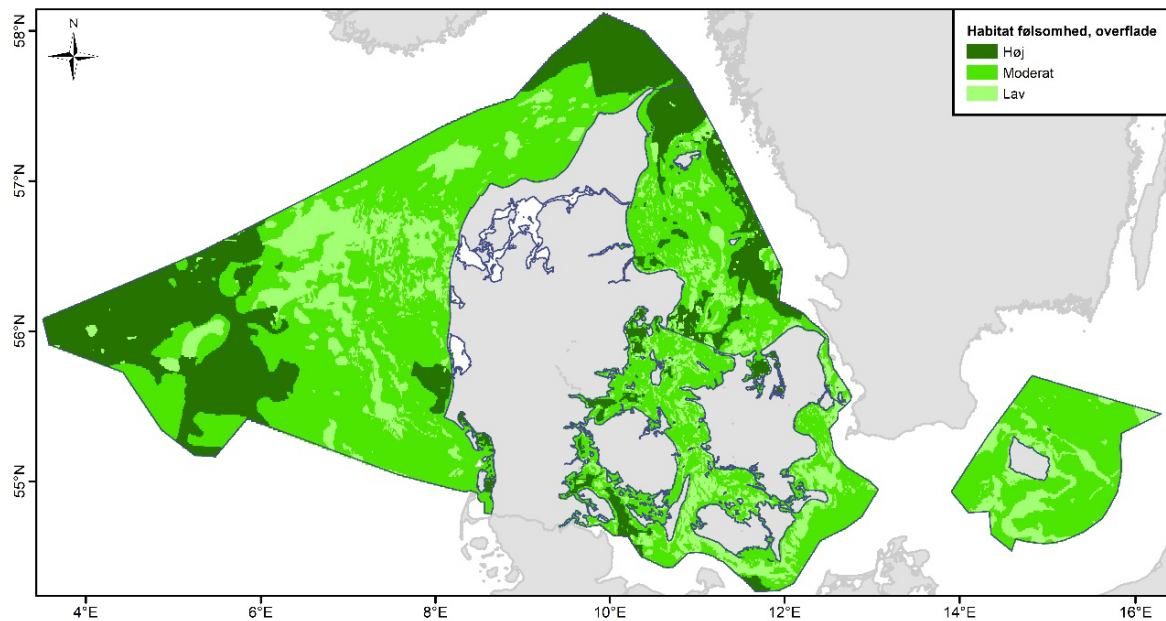 N
Habitat følsomhed, overflade
Høj
Moderat
Lav
58°N
57°N
56°N
55°N
4°E 6°E 8°E 10°E 12°E 14°E 16°E